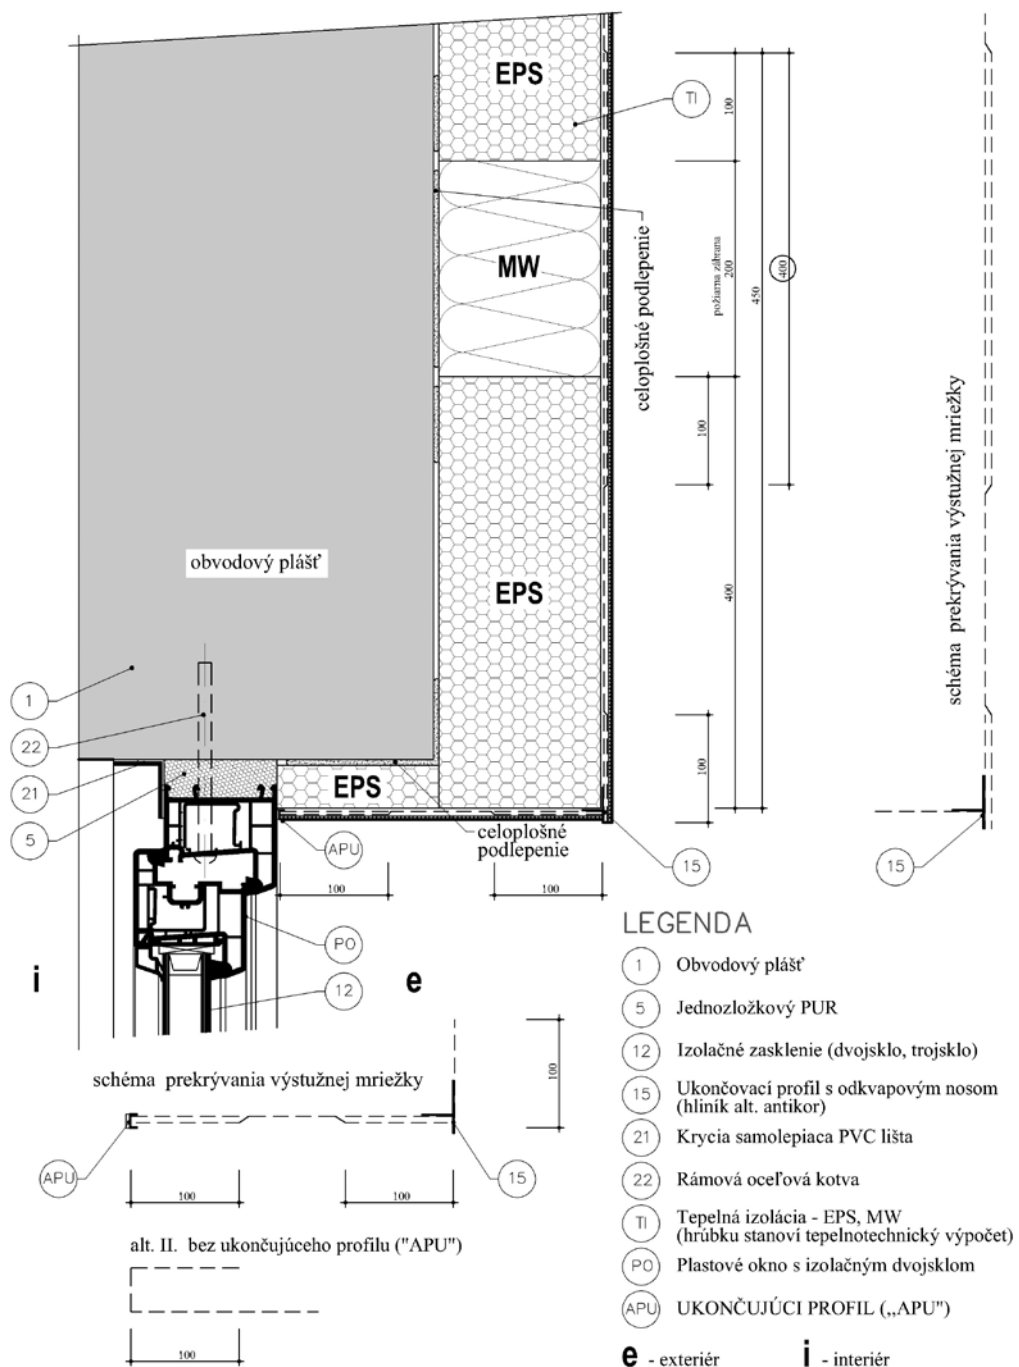 EPS
TI
100
celoplošné podlepenie
MW
požiarna zábrana
200
450
400
100
schéma prekrývania výstužnej mriežky
obvodový plášť
EPS
400
1
22
21
EPS
100
5
celoplošné
podlepenie
APU
15
15
100
100
PO
12
i
e
schéma prekrývania výstužnej mriežky
100
APU
15
100
100
alt. II. bez ukončujúceho profilu ("APU")
100
LEGENDA
1 Obvodový plášť
5 Jednozložkový PUR
12 Izolačné zasklenie (dvojsklo, trojsklo)
15 Ukončovací profil s odkvapovým nosom
(hliník alt. antikor)
21 Krycia samolepiaca PVC lišta
22 Rámová oceľová kotva
TI Tepelná izolácia - EPS, MW
(hrúbku stanoví tepelnotechnický výpočet)
PO Plastové okno s izolačným dvojsklom
APU UKONČUJÚCI PROFIL („APU")
e - exteriér i - interiér